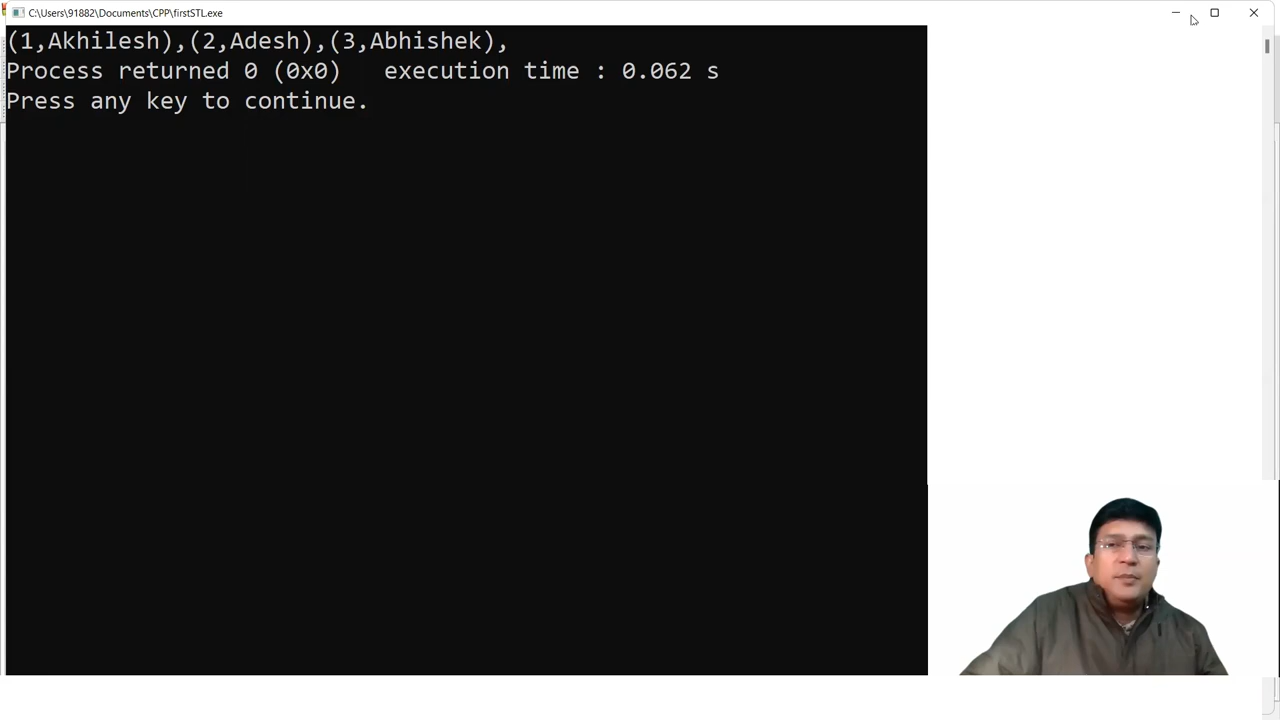 C:\Users\91882\Documents\CPP\firstSTL.exe
(1,Akhilesh),(2,Adesh),(3,Abhishek),
Process returned 0 (0x0)   execution time : 0.062 s
Press any key to continue.